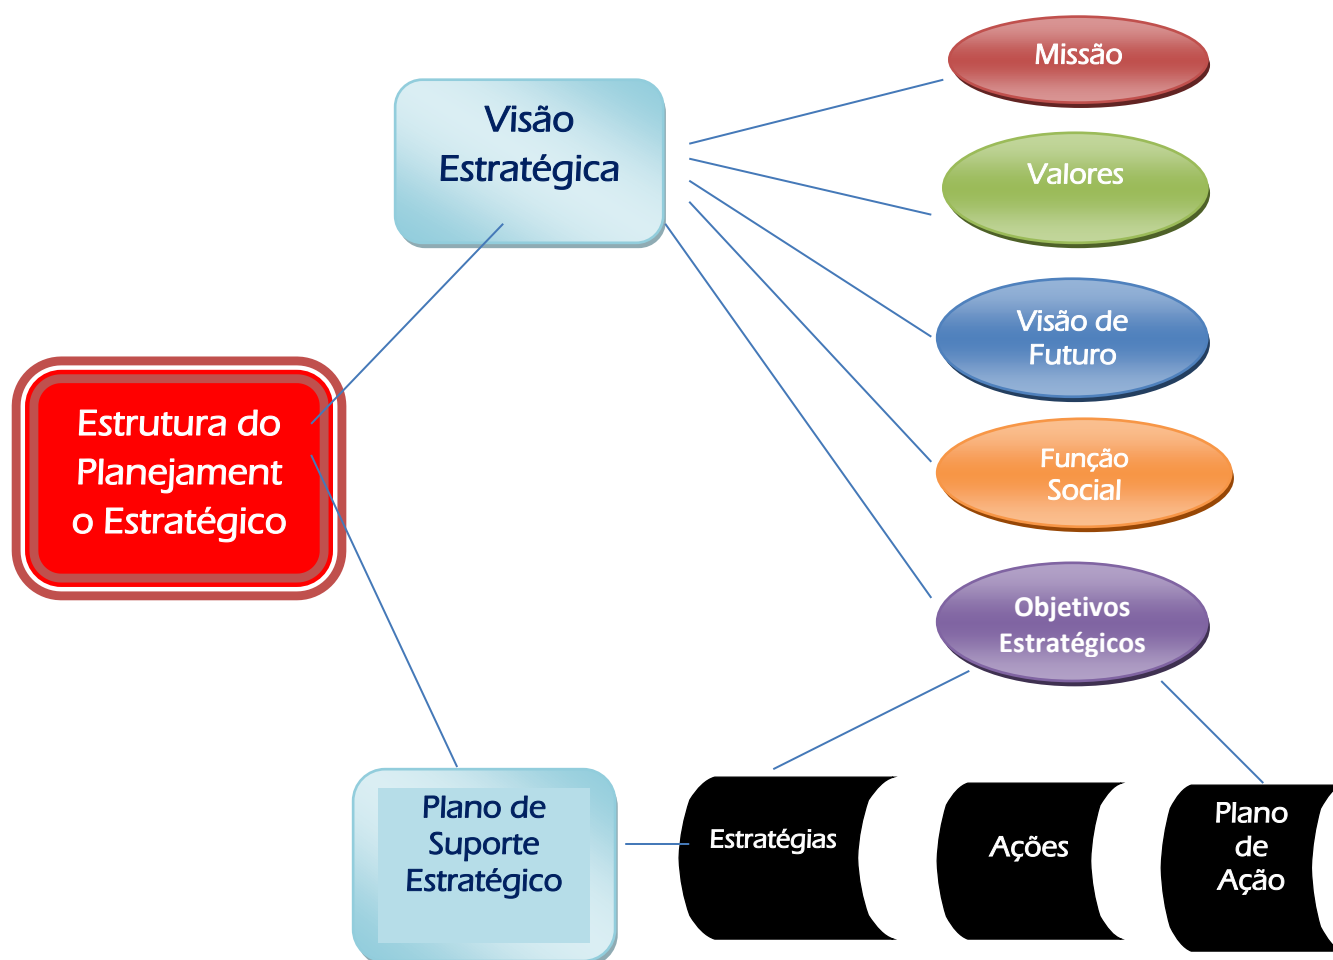 Missão
Visão
Estratégica
Valores
Visão de
Futuro
Estrutura do
Planejament
o Estratégico
Função
Social
Objetivos
Estratégicos
Plano de
Suporte
Estratégico
Estratégias
Ações
Plano
de
Ação